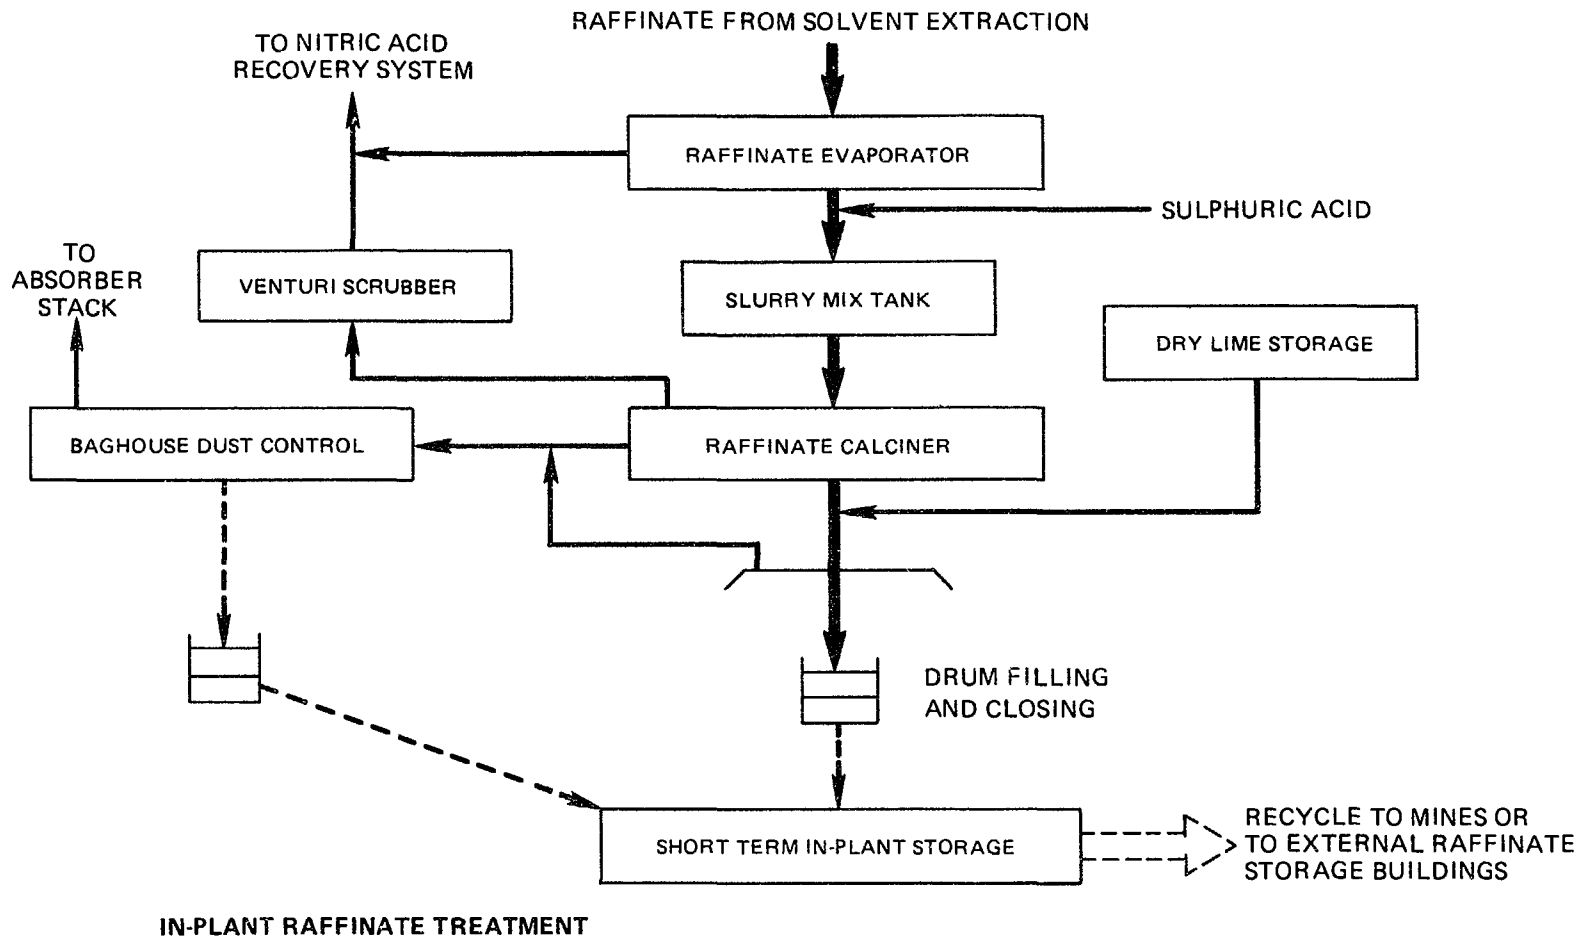 RAFFINATE FROM SOLVENT EXTRACTION
TO NITRIC ACID
RECOVERY SYSTEM
RAFFINATE EVAPORATOR
SULPHURIC ACID
TO
ABSORBER
STACK
VENTURI SCRUBBER
SLURRY MIX TANK
DRY LIME STORAGE
BAGHOUSE DUST CONTROL
RAFFINATE CALCINER
DRUM FILLING
AND CLOSING
SHORT TERM IN-PLANT STORAGE
RECYCLE TO MINES OR
TO EXTERNAL RAFFINATE
STORAGE BUILDINGS
IN-PLANT RAFFINATE TREATMENT